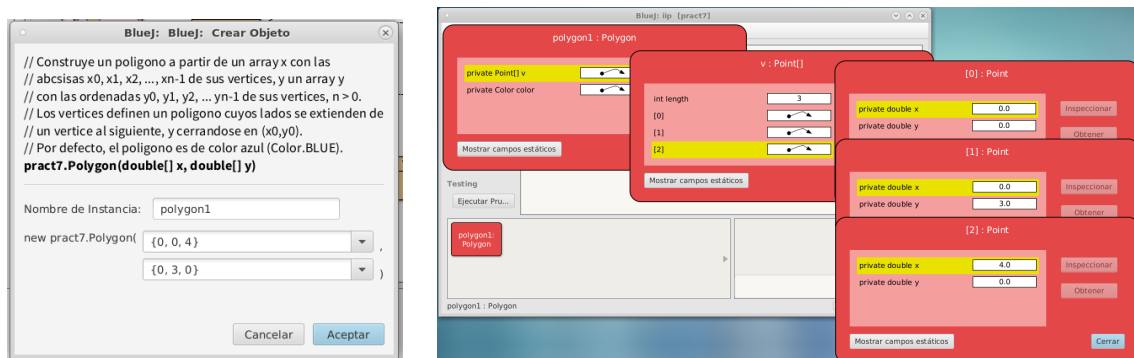 BlueJ: BlueJ: Crear Objeto
// Construye un poligono a partir de un array x con las
// abcsisas x0, x1, x2, ..., xn-1 de sus vertices, y un array y
// con las ordenadas y0, y1, y2, ... yn-1 de sus vertices, n > 0.
// Los vertices definen un poligono cuyos lados se extienden de
// un vertice al siguiente, y cerrandose en (x0,y0).
// Por defecto, el poligono es de color azul (Color.BLUE).
pract7.Polygon(double[] x, double[] y)
Nombre de Instancia: polygon1
new pract7.Polygon( {0, 0, 4} ,
{0, 3, 0} )
Cancelar Aceptar
BlueJ: iip [pract7]
polygon1 : Polygon
private Point[] v
private Color color
Mostrar campos estáticos
v : Point[]
int length 3
[0]
[1]
[2]
Mostrar campos estáticos
[0] : Point
private double x 0.0 Inspeccionar
private double y 0.0 Obtener
[1] : Point
private double x 0.0 Inspeccionar
private double y 3.0 Obtener
[2] : Point
private double x 4.0 Inspeccionar
private double y 0.0 Obtener
Mostrar campos estáticos Cerrar
Testing
Ejecutar Pru...
polygon1:
Polygon
polygon1 : Polygon